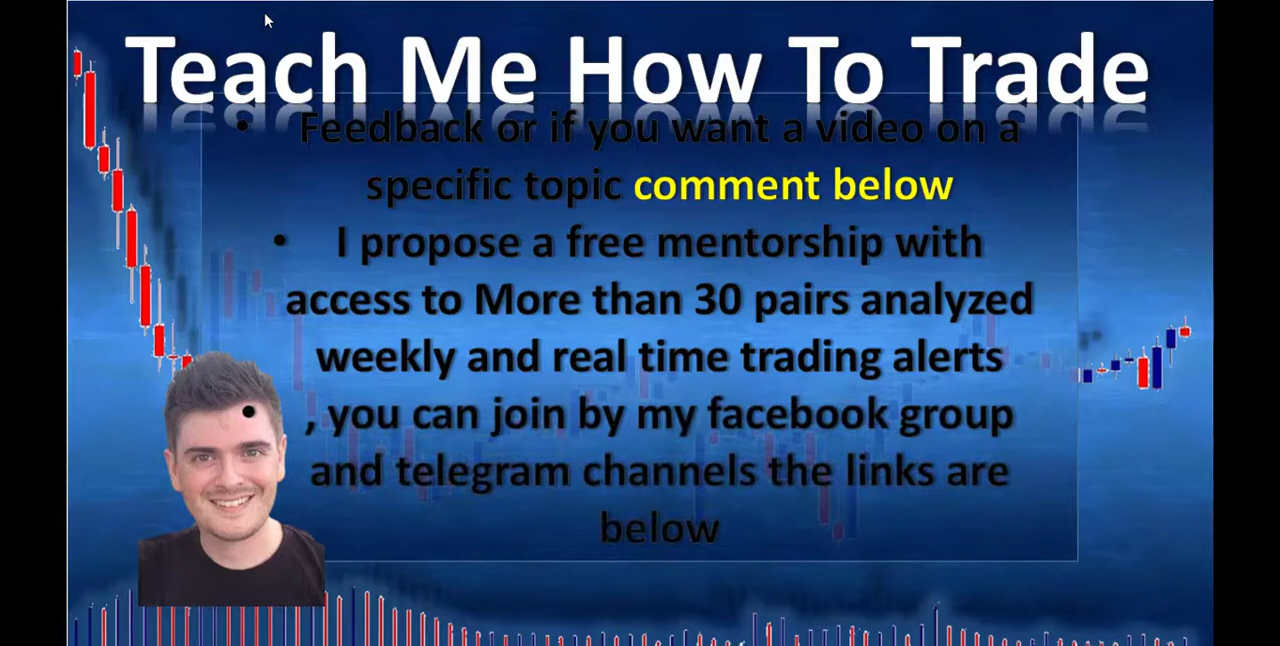 Teach Me How To Trade
• Feedback or if you want a video on a
specific topic comment below
• I propose a free mentorship with
access to More than 30 pairs analyzed
weekly and real time trading alerts
• , you can join by my facebook group
and telegram channels the links are
below